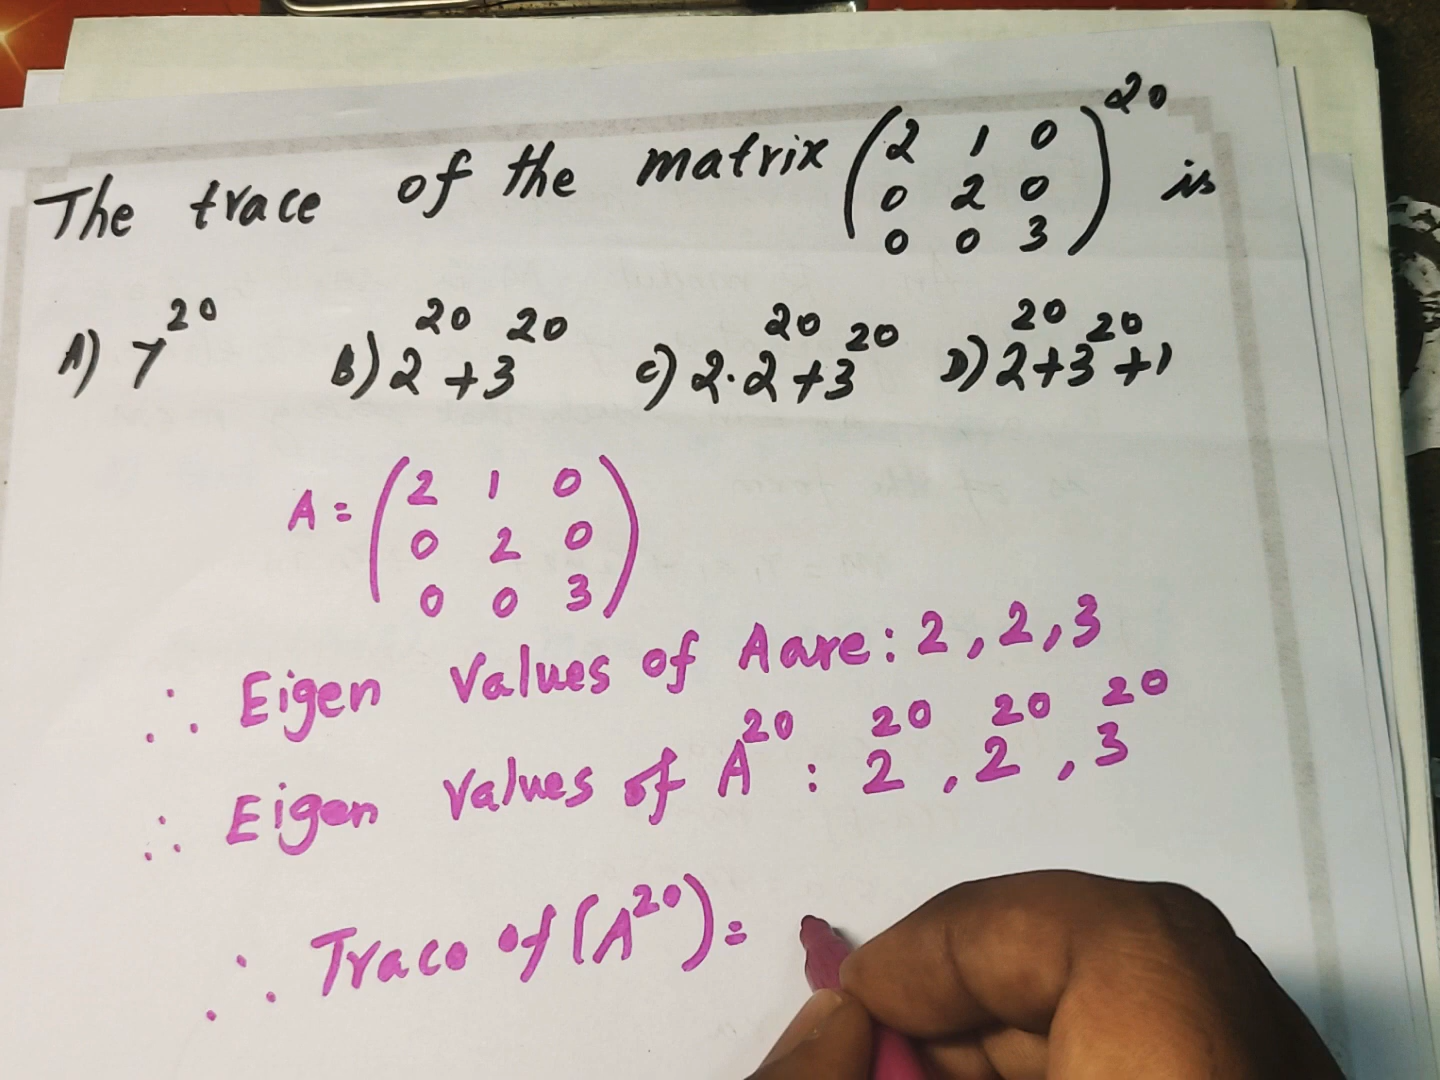 The trace of the matrix (2 1 0
0 2 0
0 0 3)^20 is
A) 7^20 B) 2^20+3^20 C) 2.2^20+3^20 D) 2^20+3^20+1
A = (2 1 0
0 2 0
0 0 3)
∴ Eigen Values of A are: 2, 2, 3
∴ Eigen Values of A^20 : 2^20, 2^20, 3^20
∴ Trace of (A^20) =